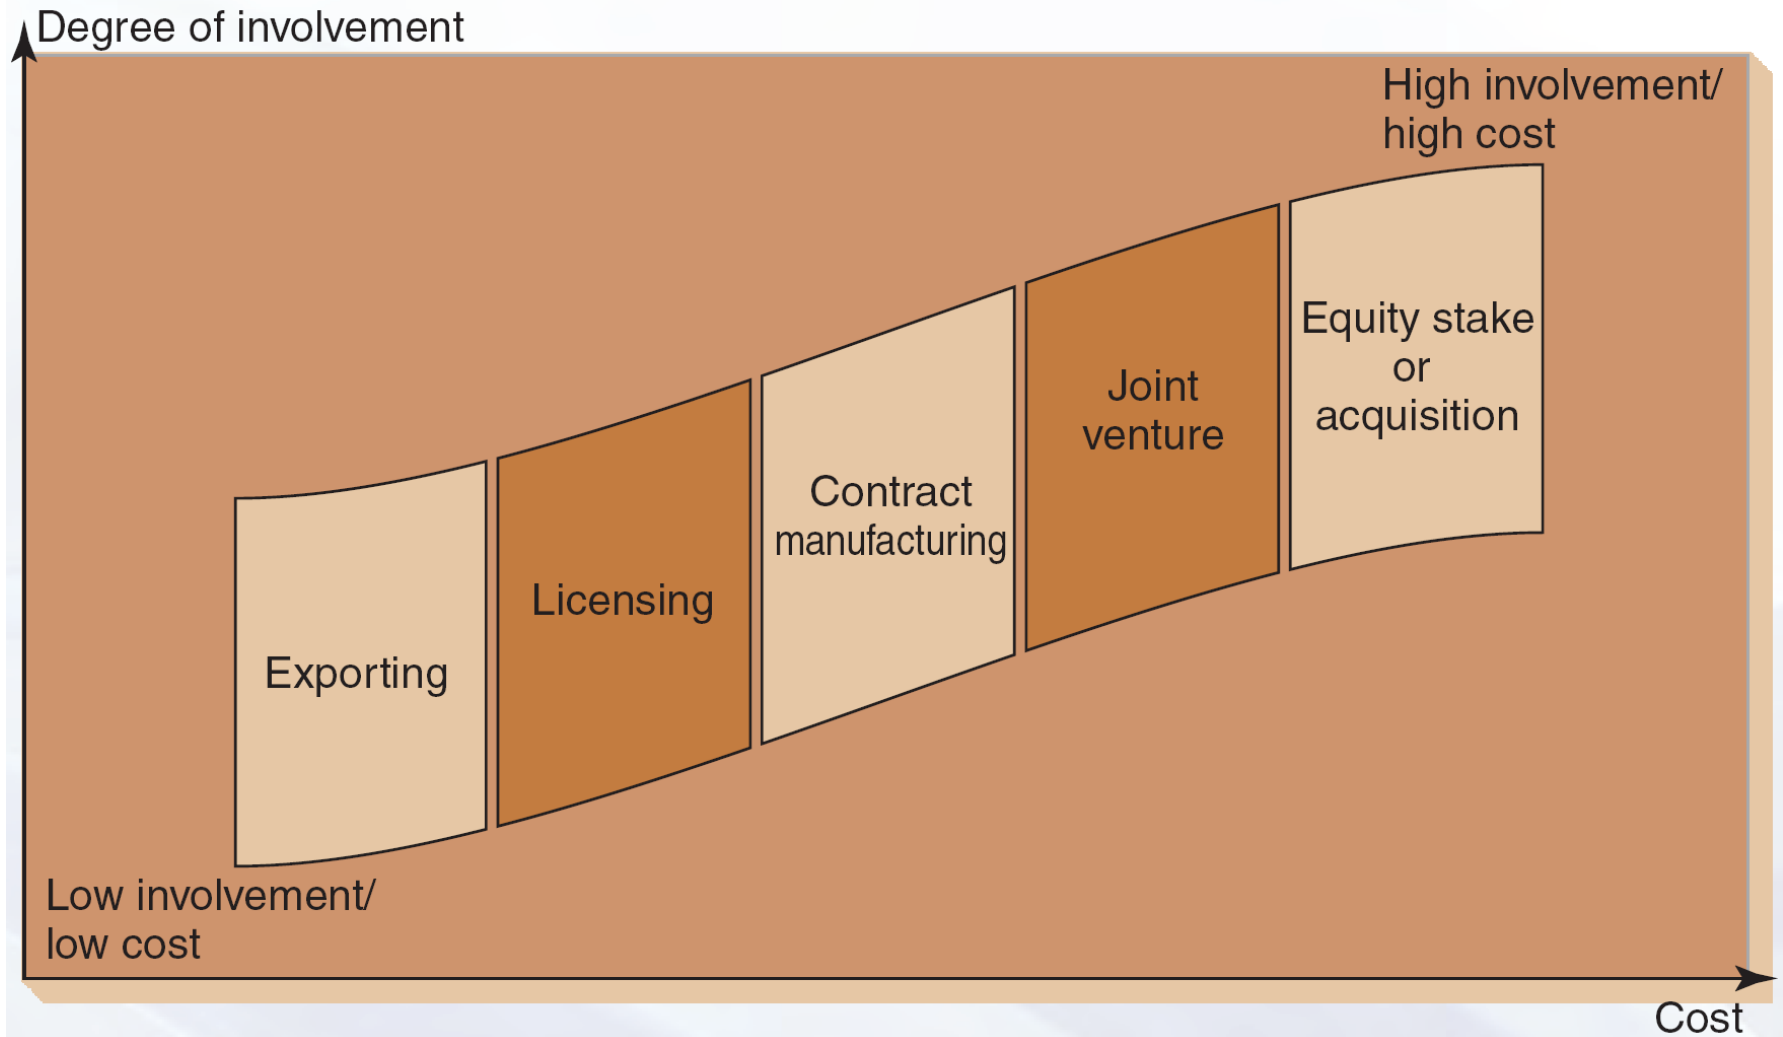 Degree of involvement
High involvement/
high cost
Equity stake
or
acquisition
Joint
venture
Contract
manufacturing
Licensing
Exporting
Low involvement/
low cost
Cost